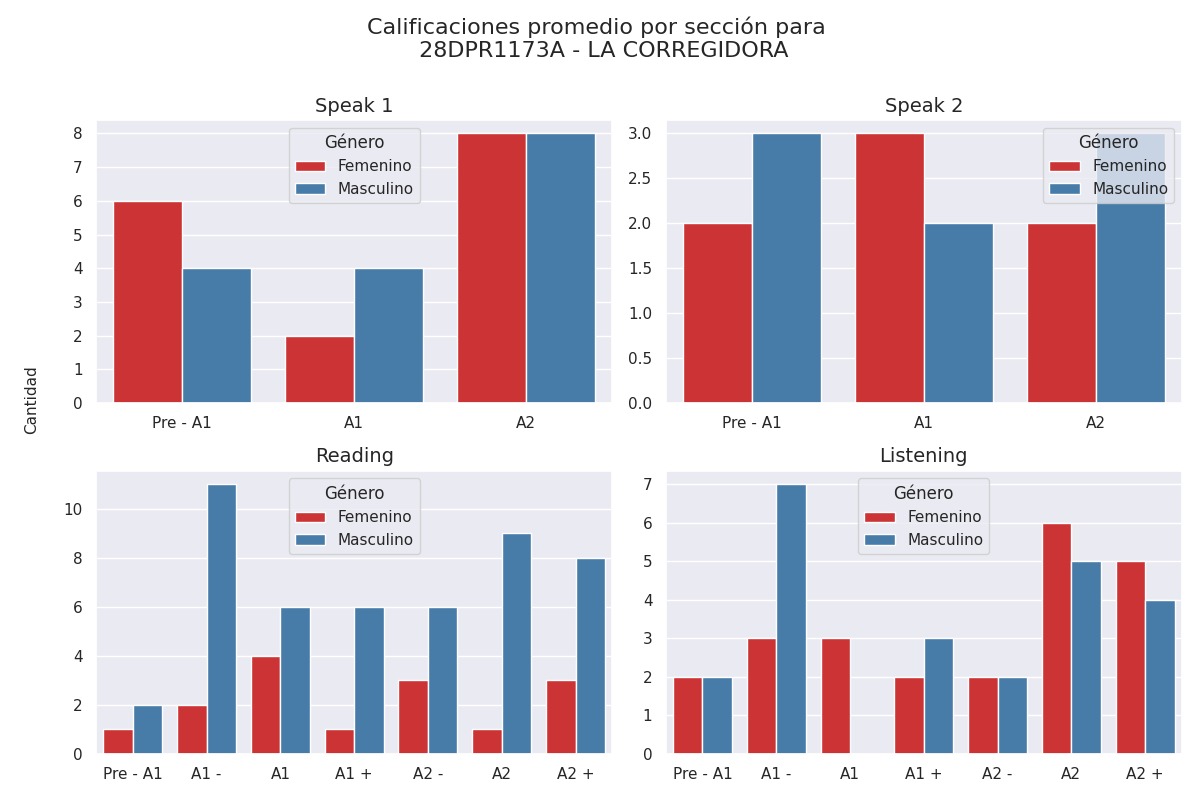 Calificaciones promedio por sección para
28DPR1173A - LA CORREGIDORA
Cantidad
Speak 1
Género
Femenino
Masculino
8
7
6
5
4
3
2
1
0
Pre - A1
A1
A2
Speak 2
Género
Femenino
Masculino
3.0
2.5
2.0
1.5
1.0
0.5
0.0
Pre - A1
A1
A2
Reading
Género
Femenino
Masculino
10
8
6
4
2
0
Pre - A1
A1 -
A1
A1 +
A2 -
A2
A2 +
Listening
Género
Femenino
Masculino
7
6
5
4
3
2
1
0
Pre - A1
A1 -
A1
A1 +
A2 -
A2
A2 +